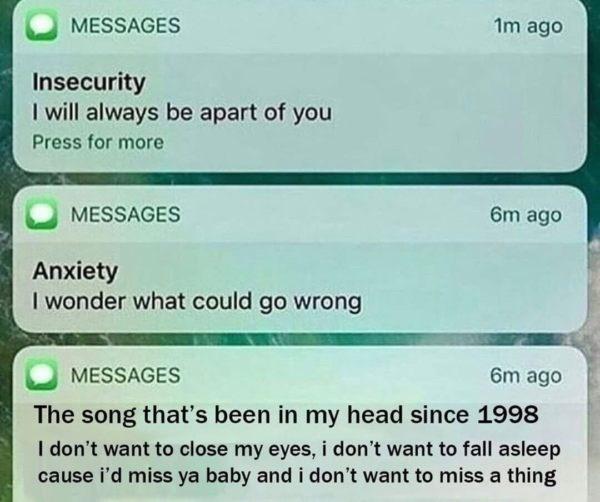 MESSAGES 1m ago
Insecurity
I will always be apart of you
Press for more
MESSAGES 6m ago
Anxiety
I wonder what could go wrong
MESSAGES 6m ago
The song that's been in my head since 1998
I don't want to close my eyes, i don't want to fall asleep
cause i'd miss ya baby and i don't want to miss a thing